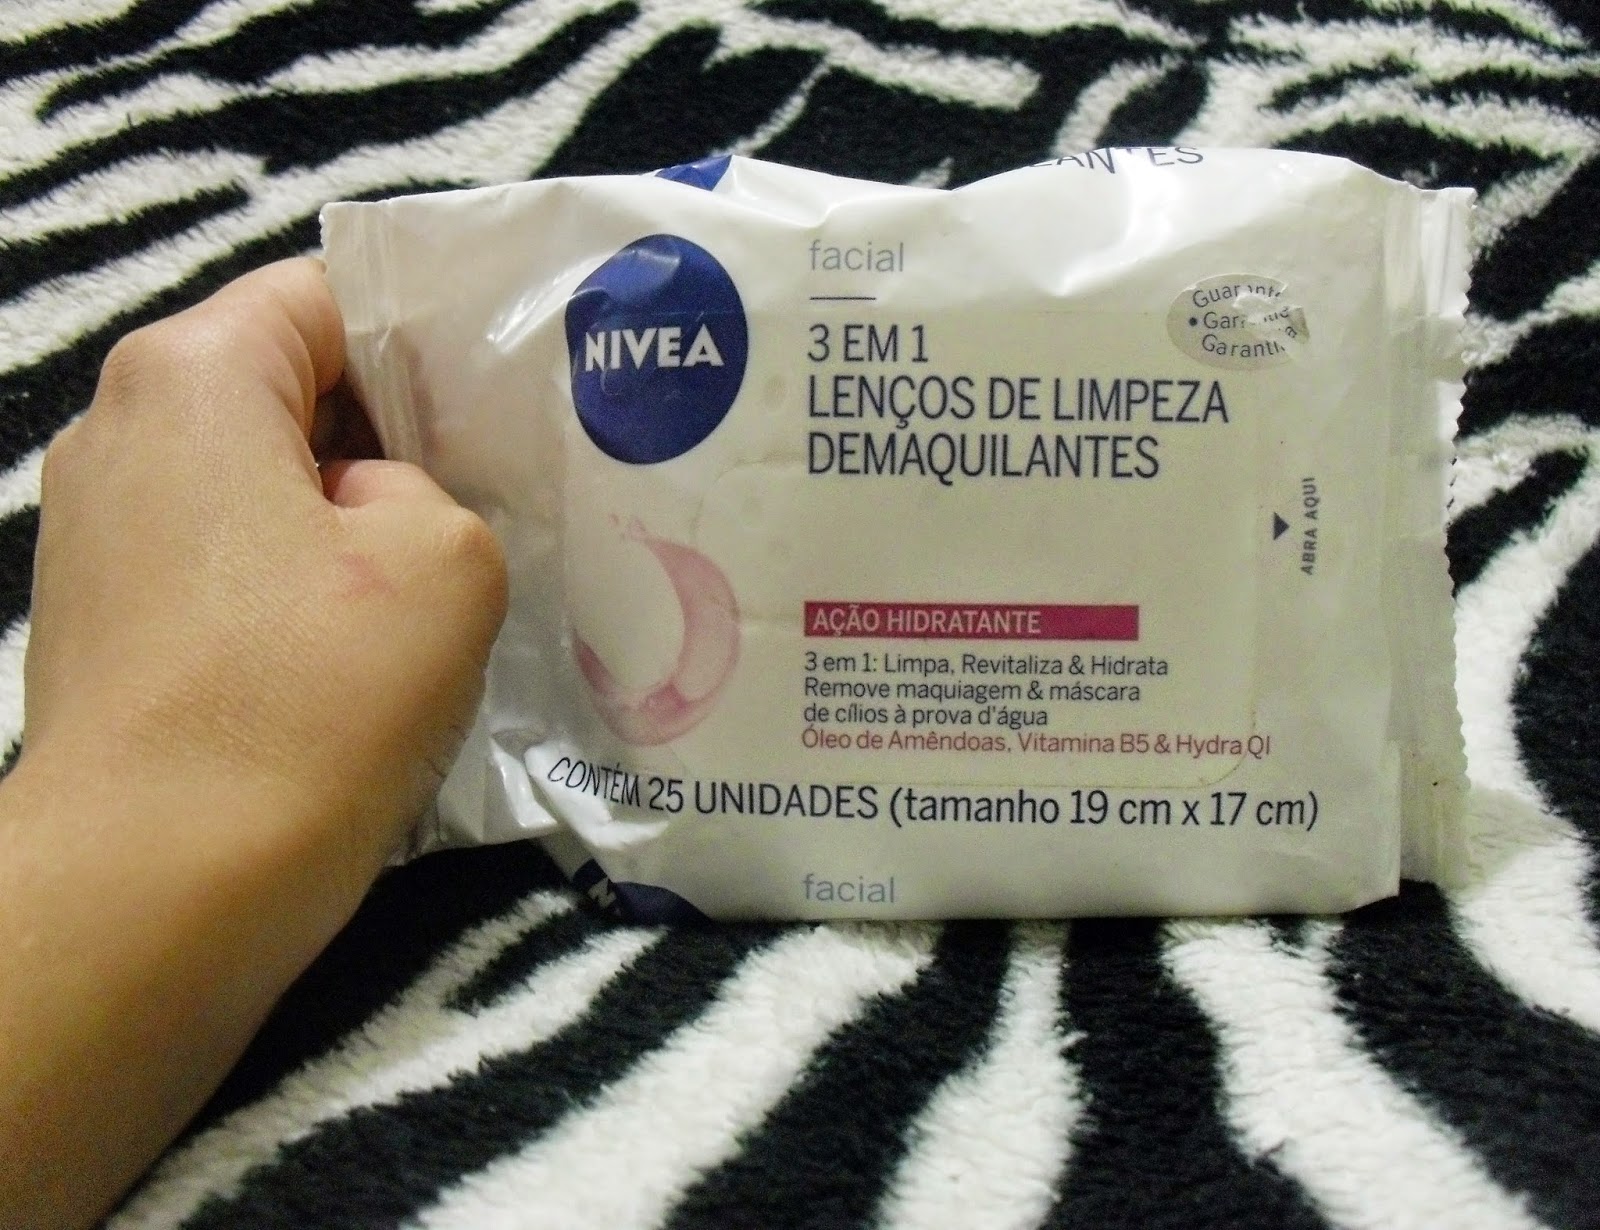 facial
NIVEA
3 EM 1
LENÇOS DE LIMPEZA
DEMAQUILANTES
Garantia
ABRA AQUI
AÇÃO HIDRATANTE
3 em 1: Limpa, Revitaliza & Hidrata
Remove maquiagem & máscara
de cílios à prova d'água
Óleo de Amêndoas, Vitamina B5 & Hydra QI
CONTÉM 25 UNIDADES (tamanho 19 cm x 17 cm)
facial